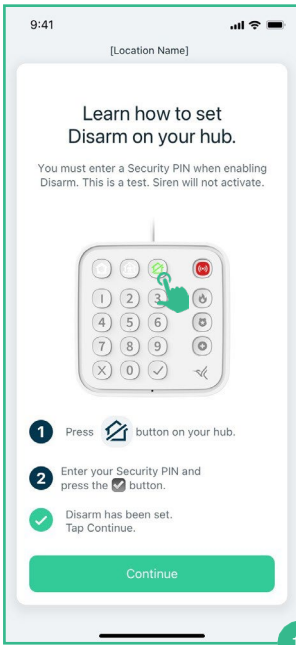 9:41
[Location Name]
Learn how to set
Disarm on your hub.
You must enter a Security PIN when enabling
Disarm. This is a test. Siren will not activate.
1 2 3
4 5 6
7 8 9
X 0 ✓
1 Press button on your hub.
2 Enter your Security PIN and
press the ✓ button.
Disarm has been set.
Tap Continue.
Continue